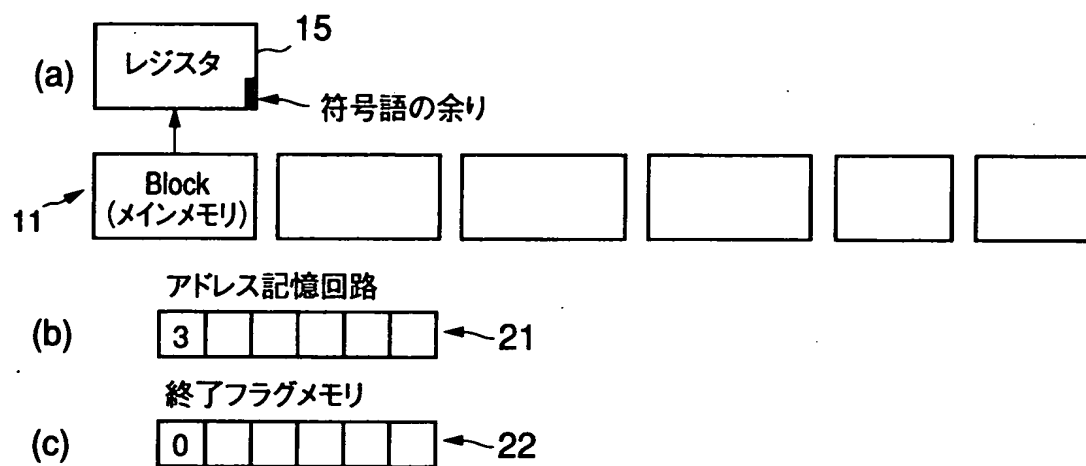 15
(a)
レジスタ
符号語の余り
Block
(メインメモリ)
11
アドレス記憶回路
(b)
3
21
終了フラグメモリ
(c)
0
22